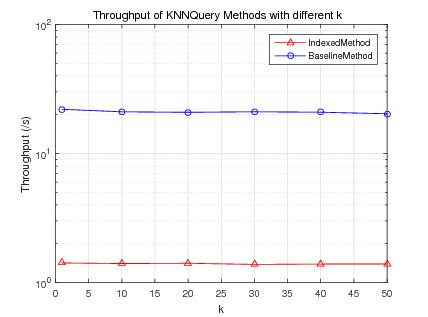 Throughput of KNNQuery Methods with different k
10^2
IndexedMethod
BaselineMethod
Throughput (/s)
10^1
10^0
0 5 10 15 20 25 30 35 40 45 50
k